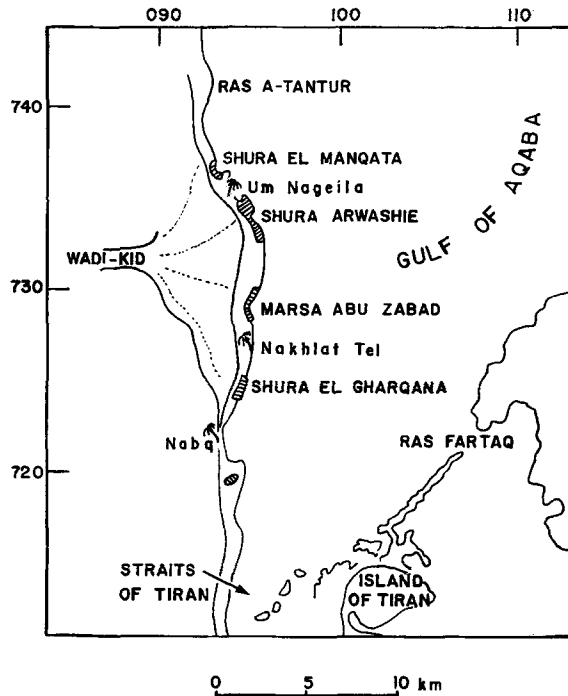 090 100 110
RAS A-TANTUR
740
SHURA EL MANQATA
Um Nageila
SHURA ARWASHIE
GULF OF AQABA
WADI-KID
730
MARSA ABU ZABAD
Nakhlat Tel
SHURA EL GHARQANA
Nabq
RAS FARTAQ
720
STRAITS
OF TIRAN
ISLAND
OF TIRAN
0 5 10 km